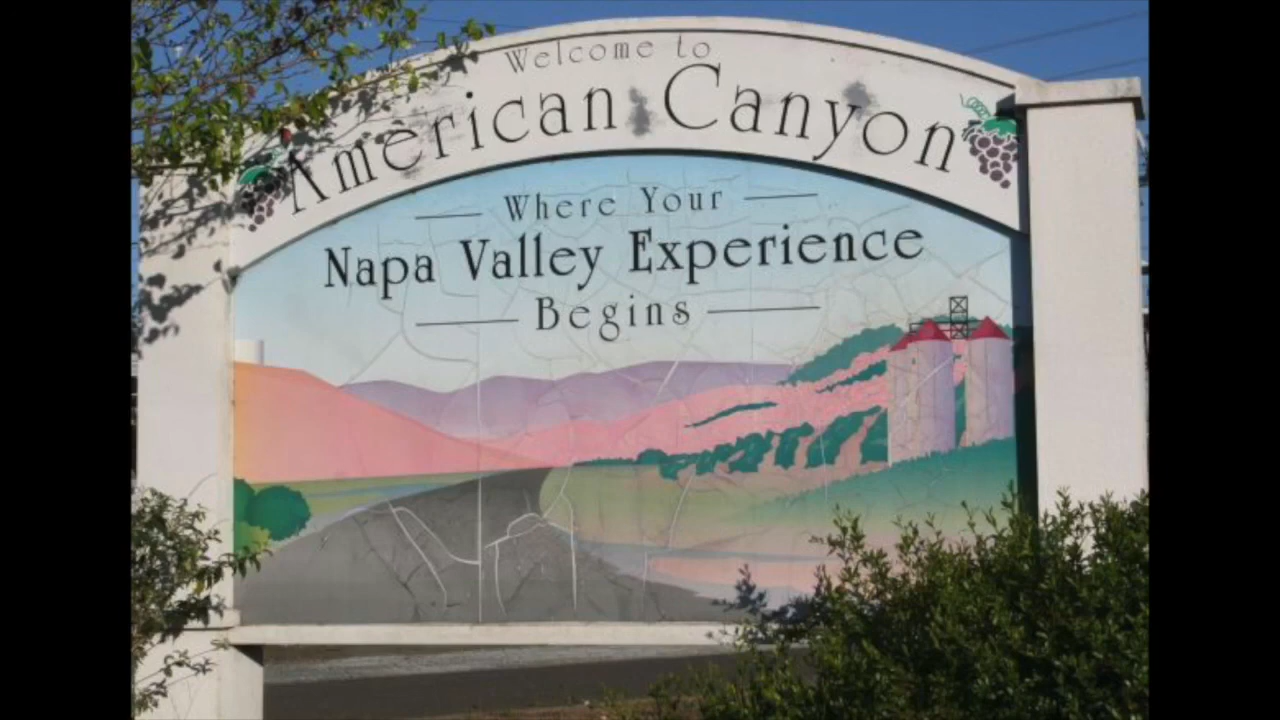 Welcome to
American Canyon
Where Your
Napa Valley Experience
Begins